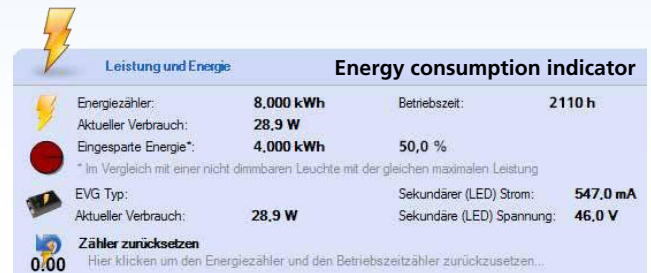 Leistung und Energie Energy consumption indicator
Energiezähler: 8,000 kWh Betriebszeit: 2110 h
Aktueller Verbrauch: 28,9 W
Eingesparte Energie*: 4,000 kWh 50,0 %
* Im Vergleich mit einer nicht dimmbaren Leuchte mit der gleichen maximalen Leistung
EVG Typ: Sekundärer (LED) Strom: 547,0 mA
Aktueller Verbrauch: 28,9 W Sekundäre (LED) Spannung: 46,0 V
Zähler zurücksetzen
0.00 Hier klicken um den Energiezähler und den Betriebszeitzähler zurückzusetzen...